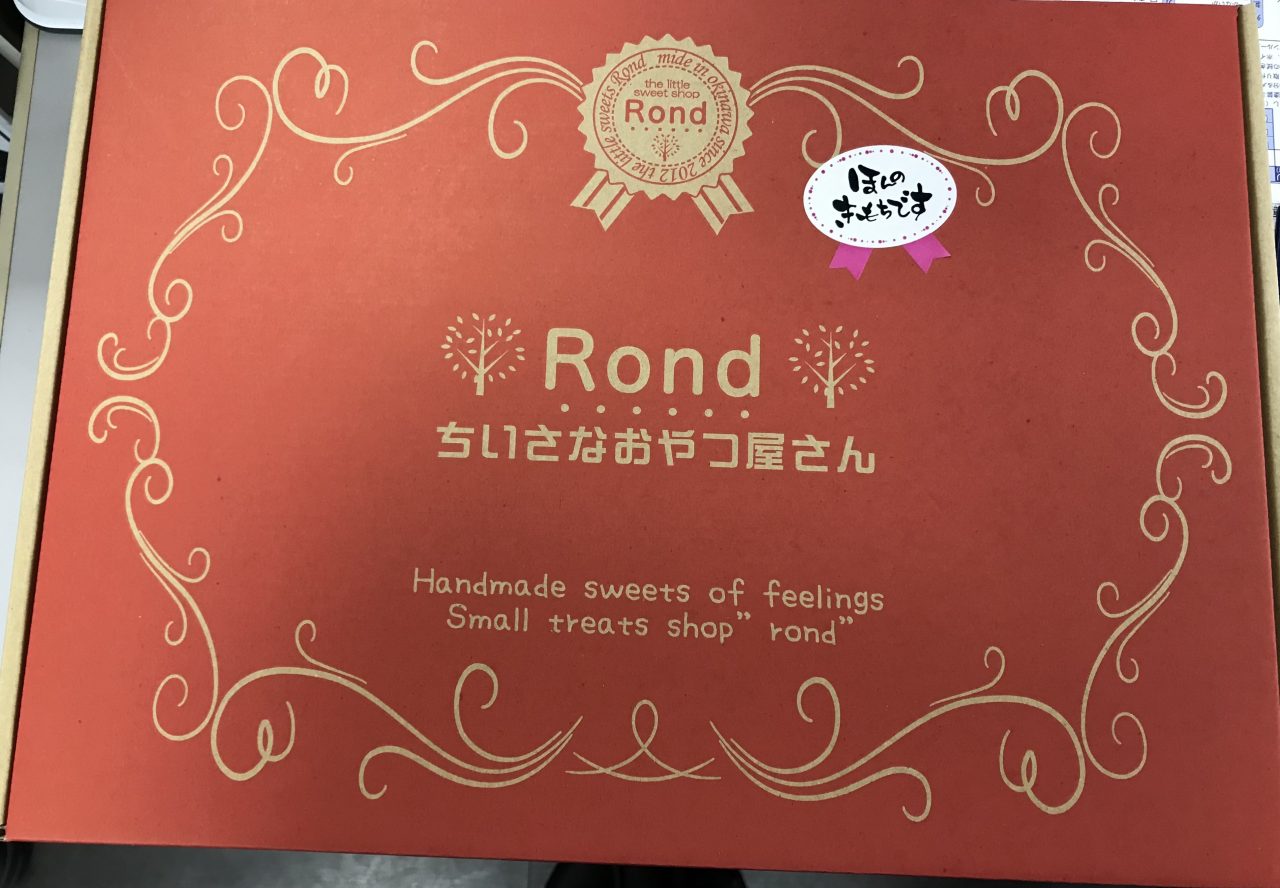 the little sweets Rond mide in okinawa since 2012
the little
sweet shop
Rond
ほんの
きもちです
Rond
ちいさなおやつ屋さん
Handmade sweets of feelings
Small treats shop” rond”